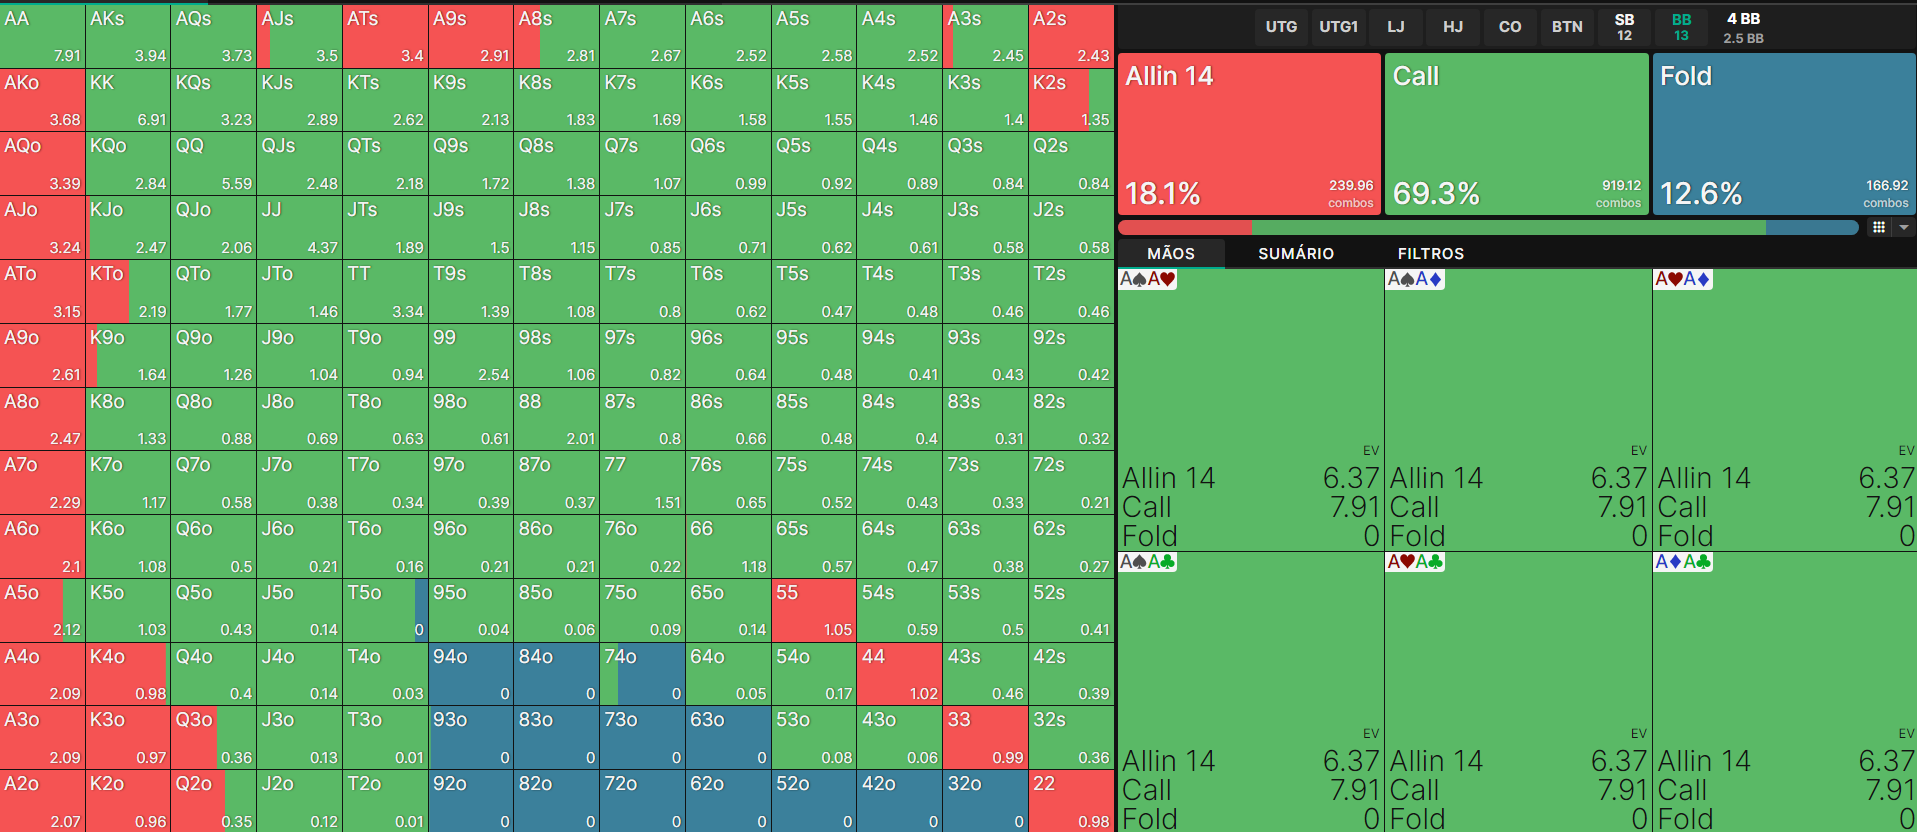 AA AKs AQs AJs ATs A9s A8s A7s A6s A5s A4s A3s A2s
7.91 3.94 3.73 3.5 3.4 2.91 2.81 2.67 2.52 2.58 2.52 2.45 2.43
AKo KK KQs KJs KTs K9s K8s K7s K6s K5s K4s K3s K2s
3.68 6.91 3.23 2.89 2.62 2.13 1.83 1.69 1.58 1.55 1.46 1.4 1.35
AQo KQo QQ QJs QTs Q9s Q8s Q7s Q6s Q5s Q4s Q3s Q2s
3.39 2.84 5.59 2.48 2.18 1.72 1.38 1.07 0.99 0.92 0.89 0.84 0.84
AJo KJo QJo JJ JTs J9s J8s J7s J6s J5s J4s J3s J2s
3.24 2.47 2.06 4.37 1.89 1.5 1.15 0.85 0.71 0.62 0.61 0.58 0.58
ATo KTo QTo JTo TT T9s T8s T7s T6s T5s T4s T3s T2s
3.15 2.19 1.77 1.46 3.34 1.39 1.08 0.8 0.62 0.47 0.48 0.46 0.46
A9o K9o Q9o J9o T9o 99 98s 97s 96s 95s 94s 93s 92s
2.61 1.64 1.26 1.04 0.94 2.54 1.06 0.82 0.64 0.48 0.41 0.43 0.42
A8o K8o Q8o J8o T8o 98o 88 87s 86s 85s 84s 83s 82s
2.47 1.33 0.88 0.69 0.63 0.61 2.01 0.8 0.66 0.48 0.4 0.31 0.32
A7o K7o Q7o J7o T7o 97o 87o 77 76s 75s 74s 73s 72s
2.29 1.17 0.58 0.38 0.34 0.39 0.37 1.51 0.65 0.52 0.43 0.33 0.21
A6o K6o Q6o J6o T6o 96o 86o 76o 66 65s 64s 63s 62s
2.1 1.08 0.5 0.21 0.16 0.21 0.21 0.22 1.18 0.57 0.47 0.38 0.27
A5o K5o Q5o J5o T5o 95o 85o 75o 65o 55 54s 53s 52s
2.12 1.03 0.43 0.14 0 0.04 0.06 0.09 0.14 1.05 0.59 0.5 0.41
A4o K4o Q4o J4o T4o 94o 84o 74o 64o 54o 44 43s 42s
2.09 0.98 0.4 0.14 0.03 0 0 0 0.05 0.17 1.02 0.46 0.39
A3o K3o Q3o J3o T3o 93o 83o 73o 63o 53o 43o 33 32s
2.09 0.97 0.36 0.13 0.01 0 0 0 0 0.08 0.06 0.99 0.36
A2o K2o Q2o J2o T2o 92o 82o 72o 62o 52o 42o 32o 22
2.07 0.96 0.35 0.12 0.01 0 0 0 0 0 0 0 0.98
UTG UTG1 LJ HJ CO BTN SB BB 4 BB
12 13 2.5 BB
Allin 14 Call Fold
18.1% 239.96 combos 69.3% 919.12 combos 12.6% 166.92 combos
MÃOS SUMÁRIO FILTROS
A♠A♥ A♠A♦ A♥A♦
EV EV EV
Allin 14 6.37 Allin 14 6.37 Allin 14 6.37
Call 7.91 Call 7.91 Call 7.91
Fold 0 Fold 0 Fold 0
A♠A♣ A♥A♣ A♦A♣
EV EV EV
Allin 14 6.37 Allin 14 6.37 Allin 14 6.37
Call 7.91 Call 7.91 Call 7.91
Fold 0 Fold 0 Fold 0